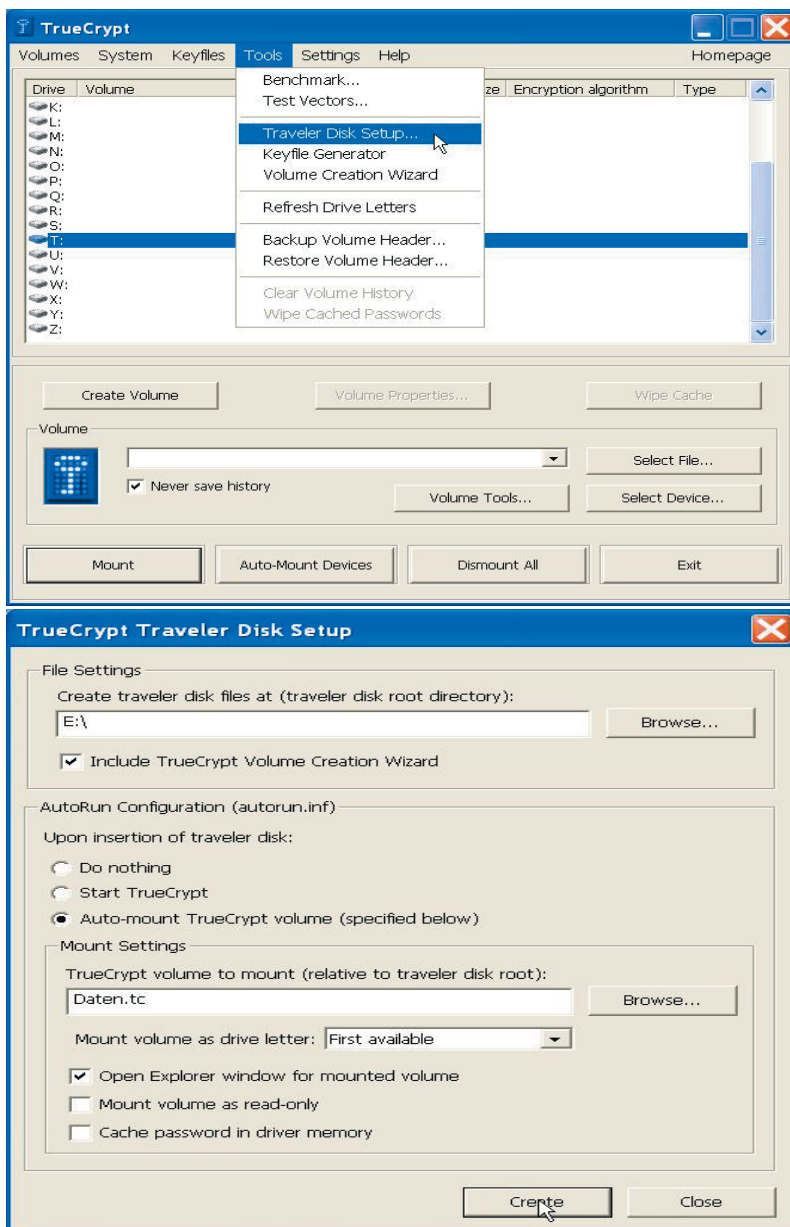 TrueCrypt
Volumes System Keyfiles Tools Settings Help Homepage
Drive Volume ze Encryption algorithm Type
Benchmark...
Test Vectors...
Traveler Disk Setup...
Keyfile Generator
Volume Creation Wizard
Refresh Drive Letters
Backup Volume Header...
Restore Volume Header...
Clear Volume History
Wipe Cached Passwords
K:
L:
M:
N:
O:
P:
Q:
R:
S:
T:
U:
V:
W:
X:
Y:
Z:
Create Volume Volume Properties... Wipe Cache
Volume
Select File...
Never save history
Volume Tools... Select Device...
Mount Auto-Mount Devices Dismount All Exit
TrueCrypt Traveler Disk Setup
File Settings
Create traveler disk files at (traveler disk root directory):
E:\ Browse...
Include TrueCrypt Volume Creation Wizard
AutoRun Configuration (autorun.inf)
Upon insertion of traveler disk:
Do nothing
Start TrueCrypt
Auto-mount TrueCrypt volume (specified below)
Mount Settings
TrueCrypt volume to mount (relative to traveler disk root):
Daten.tc Browse...
Mount volume as drive letter: First available
Open Explorer window for mounted volume
Mount volume as read-only
Cache password in driver memory
Create Close